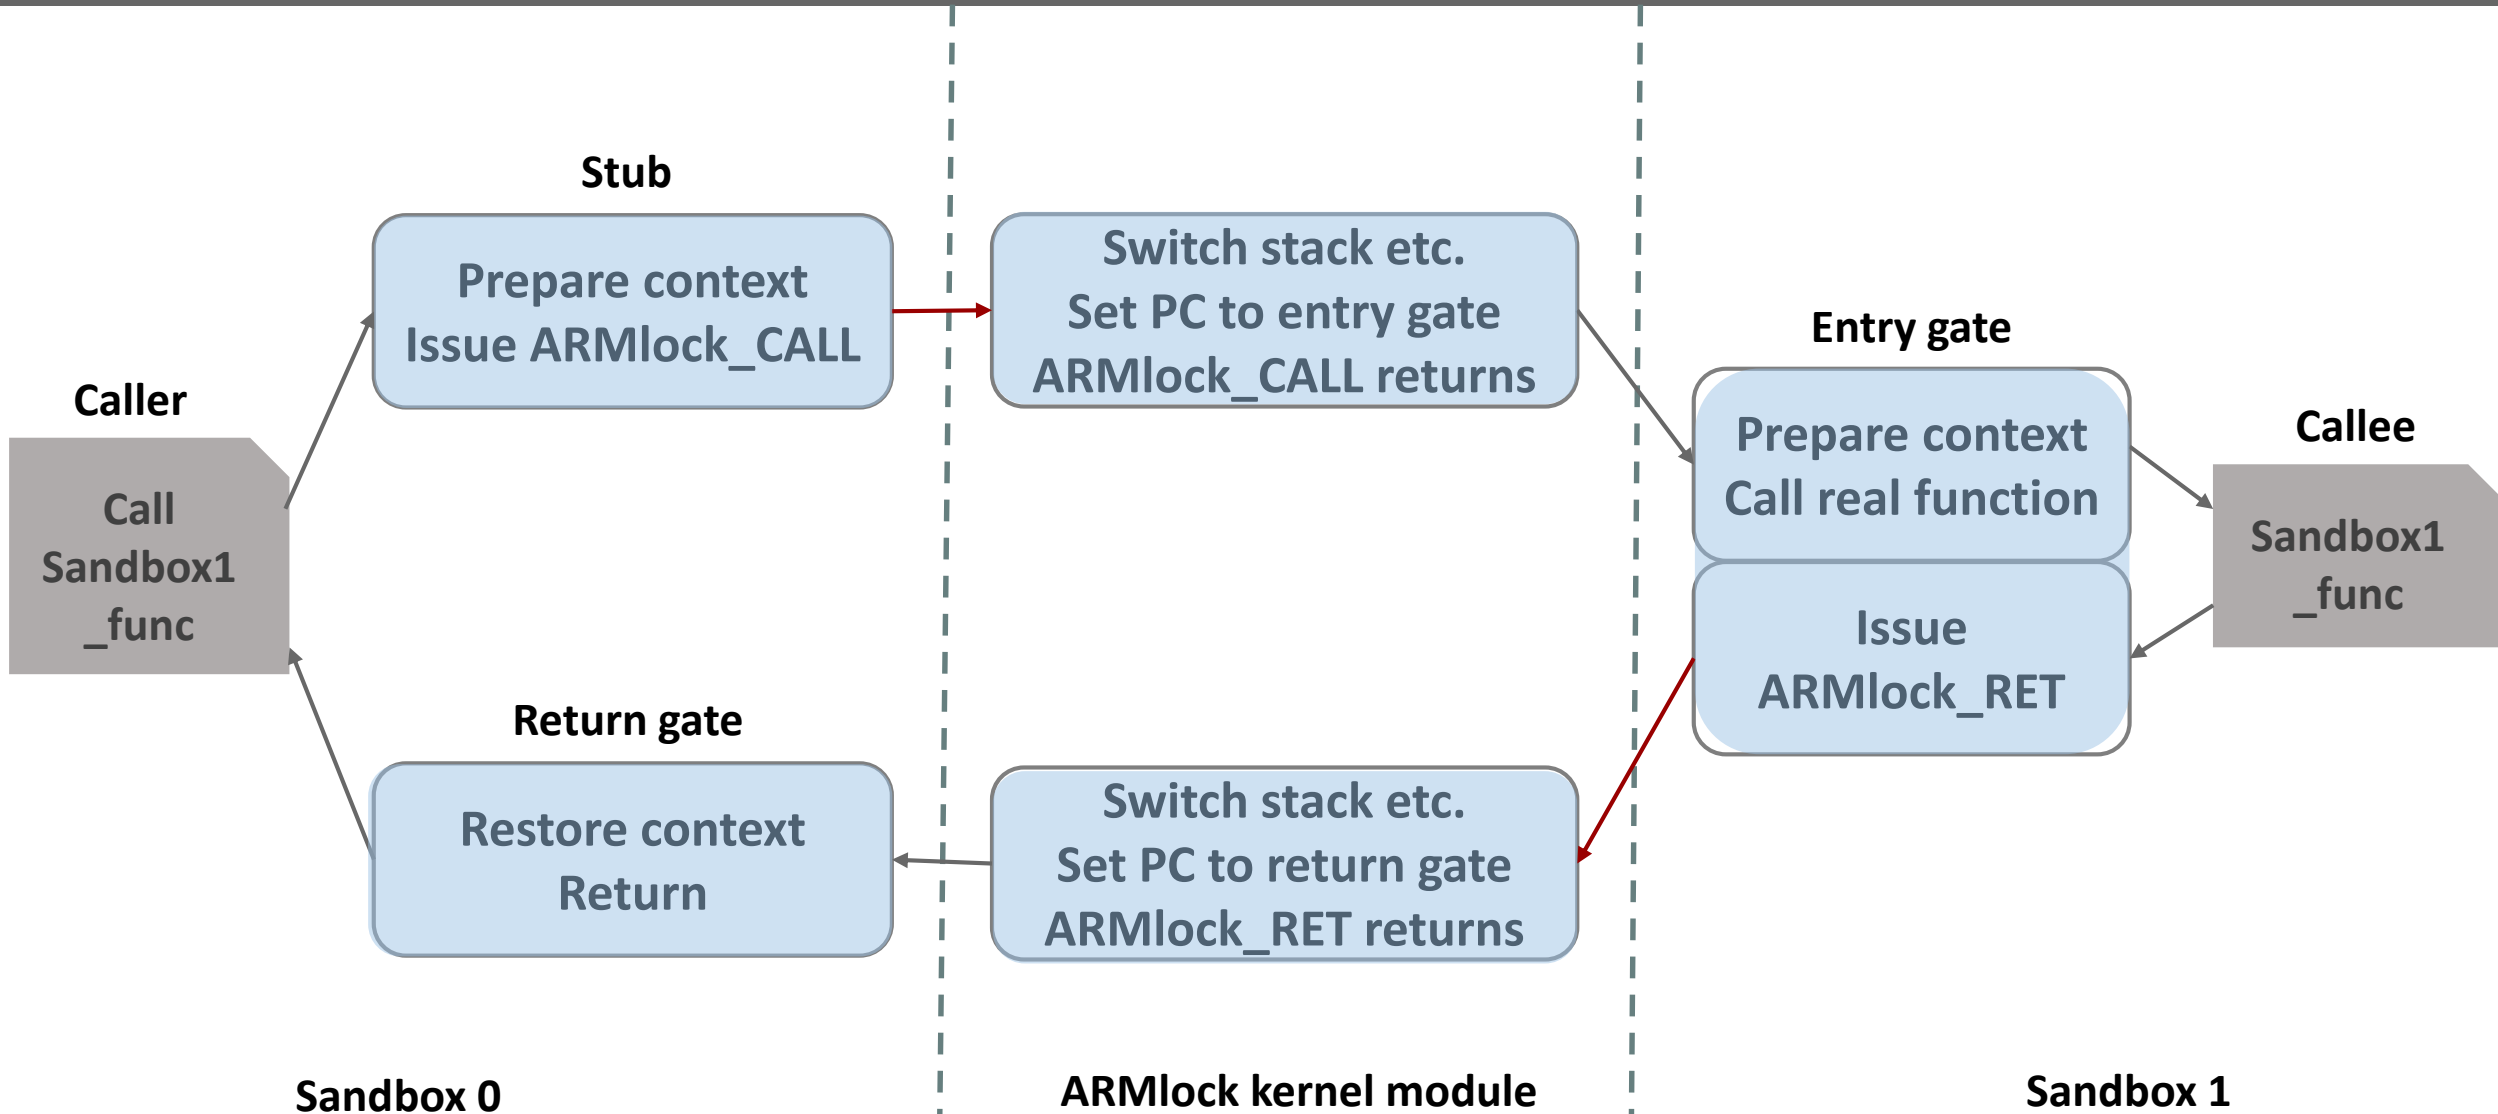 Stub
Prepare context
Issue ARMlock_CALL
Switch stack etc.
Set PC to entry gate
ARMlock_CALL returns
Entry gate
Prepare context
Call real function
Issue
ARMlock_RET
Caller
Call
Sandbox1
_func
Callee
Sandbox1
_func
Return gate
Restore context
Return
Switch stack etc.
Set PC to return gate
ARMlock_RET returns
Sandbox 0
ARMlock kernel module
Sandbox 1